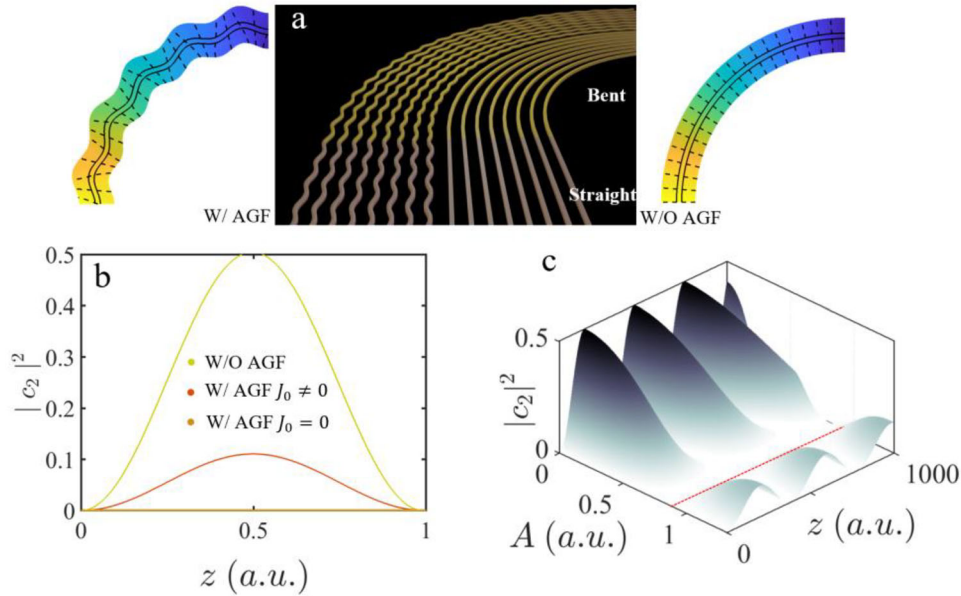 a
Bent
Straight
W/ AGF
W/O AGF
b
0.5
0.4
0.3
0.2
0.1
0
|c₂|²
W/O AGF
W/ AGF J₀ ≠ 0
W/ AGF J₀ = 0
0
0.5
1
z (a.u.)
c
0.5
0
|c₂|²
0
0.5
1
A (a.u.)
0
1000
z (a.u.)